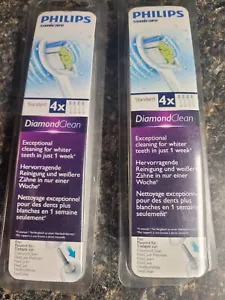 PHILIPS
sonicare
Standard 4x
DiamondClean
Exceptional
cleaning for whiter
teeth in just 1 week*
Hervorragende
Reinigung und weißere
Zähne in nur einer
Woche*
Nettoyage exceptionnel
pour des dents plus
blanches en 1 semaine
seulement*
PHILIPS
sonicare
Standard 4x
DiamondClean
Exceptional
cleaning for whiter
teeth in just 1 week*
Hervorragende
Reinigung und weißere
Zähne in nur einer
Woche*
Nettoyage exceptionnel
pour des dents plus
blanches en 1 semaine
seulement*